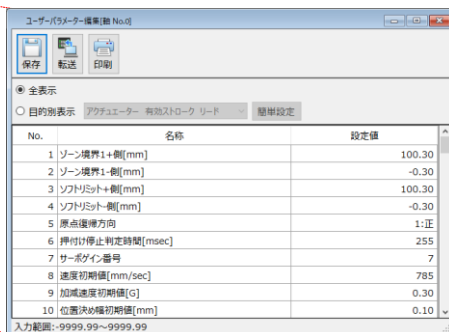 ユーザーパラメーター編集[軸 No.0]
保存 転送 印刷
全表示
目的別表示 アクチュエーター 有効ストローク リード 簡単設定
No. 名称 設定値
1 ゾーン境界1+側[mm] 100.30
2 ゾーン境界1-側[mm] -0.30
3 ソフトリミット+側[mm] 100.30
4 ソフトリミット-側[mm] -0.30
5 原点復帰方向 1:正
6 押付け停止判定時間[msec] 255
7 サーボゲイン番号 7
8 速度初期値[mm/sec] 785
9 加減速度初期値[G] 0.30
10 位置決め幅初期値[mm] 0.10
入力範囲:-9999.99~9999.99